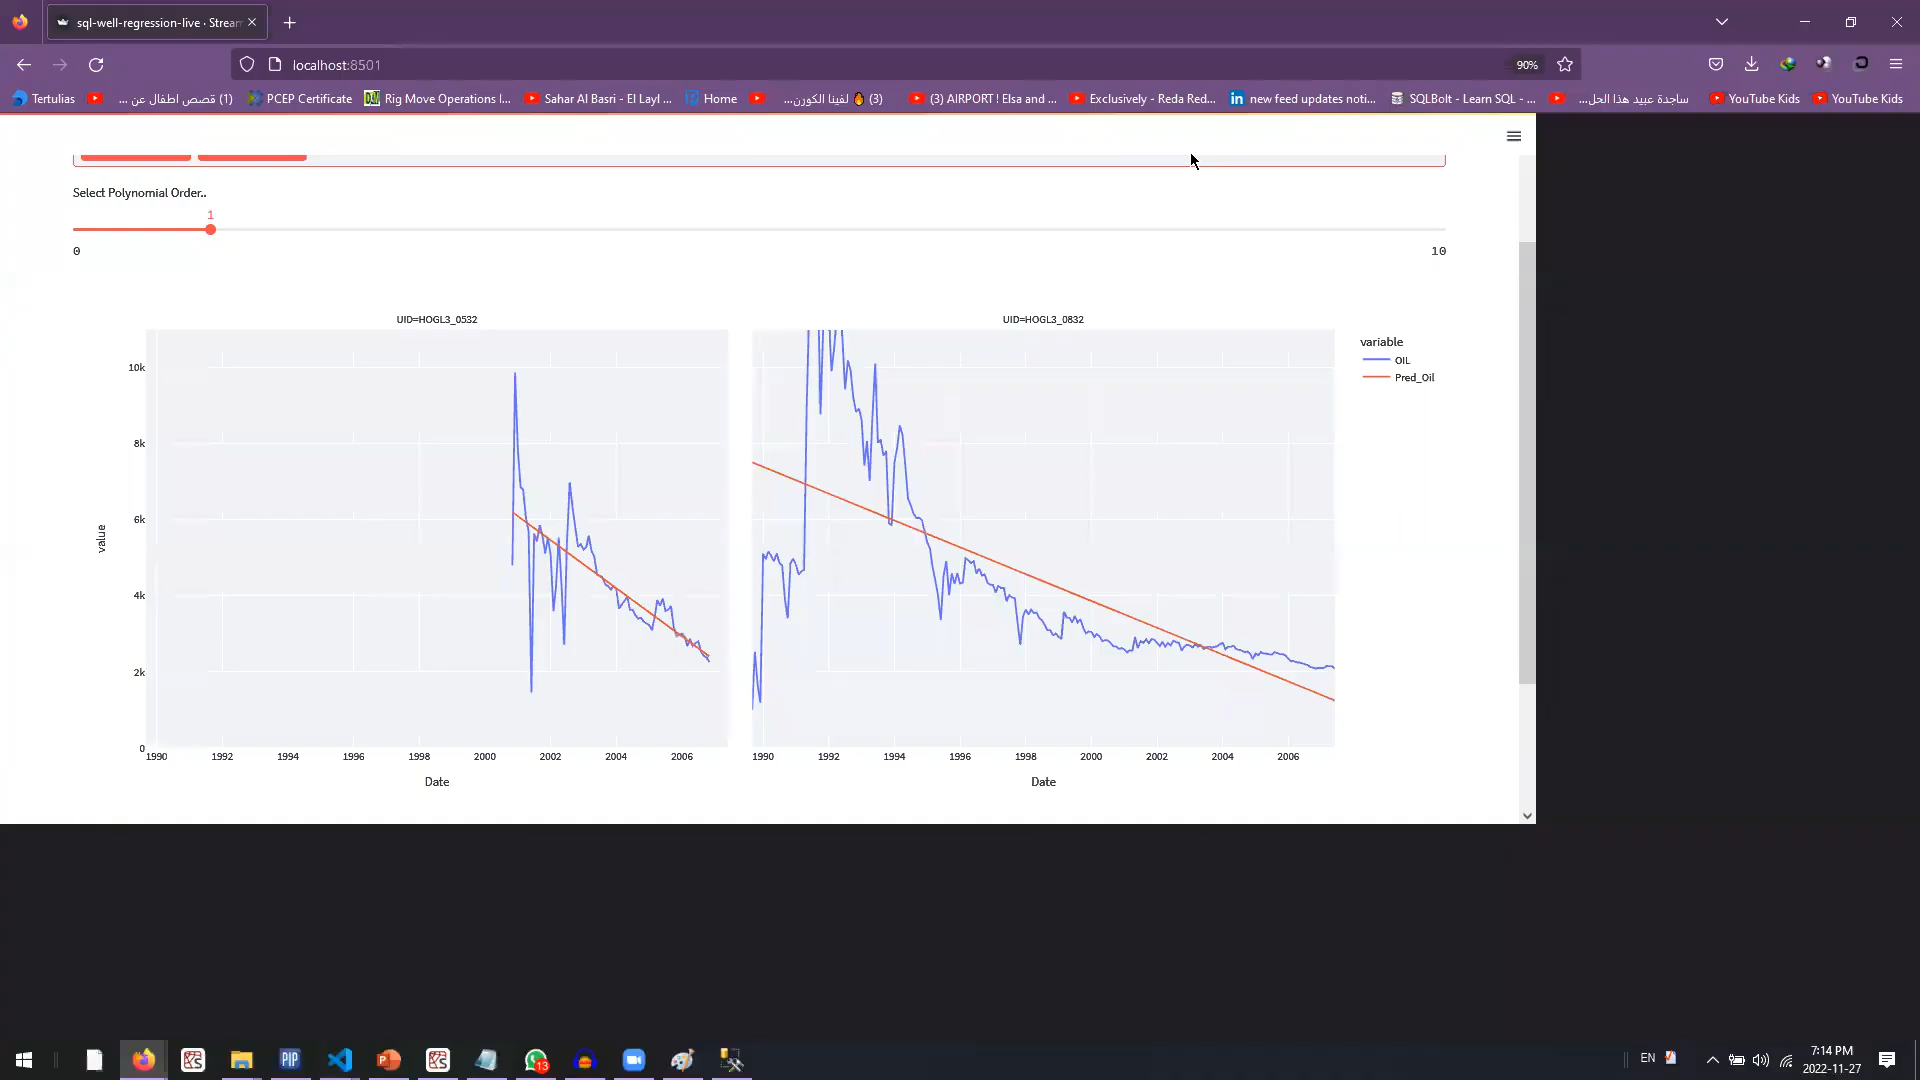 sql-well-regression-live · Stream
localhost:8501
90%
Tertulias
(1) قصص اطفال عن ...
PCEP Certificate
Rig Move Operations I...
Sahar Al Basri - El Layl ...
Home
(3) 🔥 لفينا الكورن...
(3) AIRPORT ! Elsa and ...
Exclusively - Reda Red...
new feed updates noti...
SQLBolt - Learn SQL - ...
ساجدة عبيد هذا الحل...
YouTube Kids
YouTube Kids
Select Polynomial Order..
1
0
10
UID=HOGL3_0532
UID=HOGL3_0832
variable
OIL
Pred_Oil
10k
8k
6k
4k
2k
0
value
1990 1992 1994 1996 1998 2000 2002 2004 2006
1990 1992 1994 1996 1998 2000 2002 2004 2006
Date
Date
PIP
13
EN
7:14 PM
2022-11-27